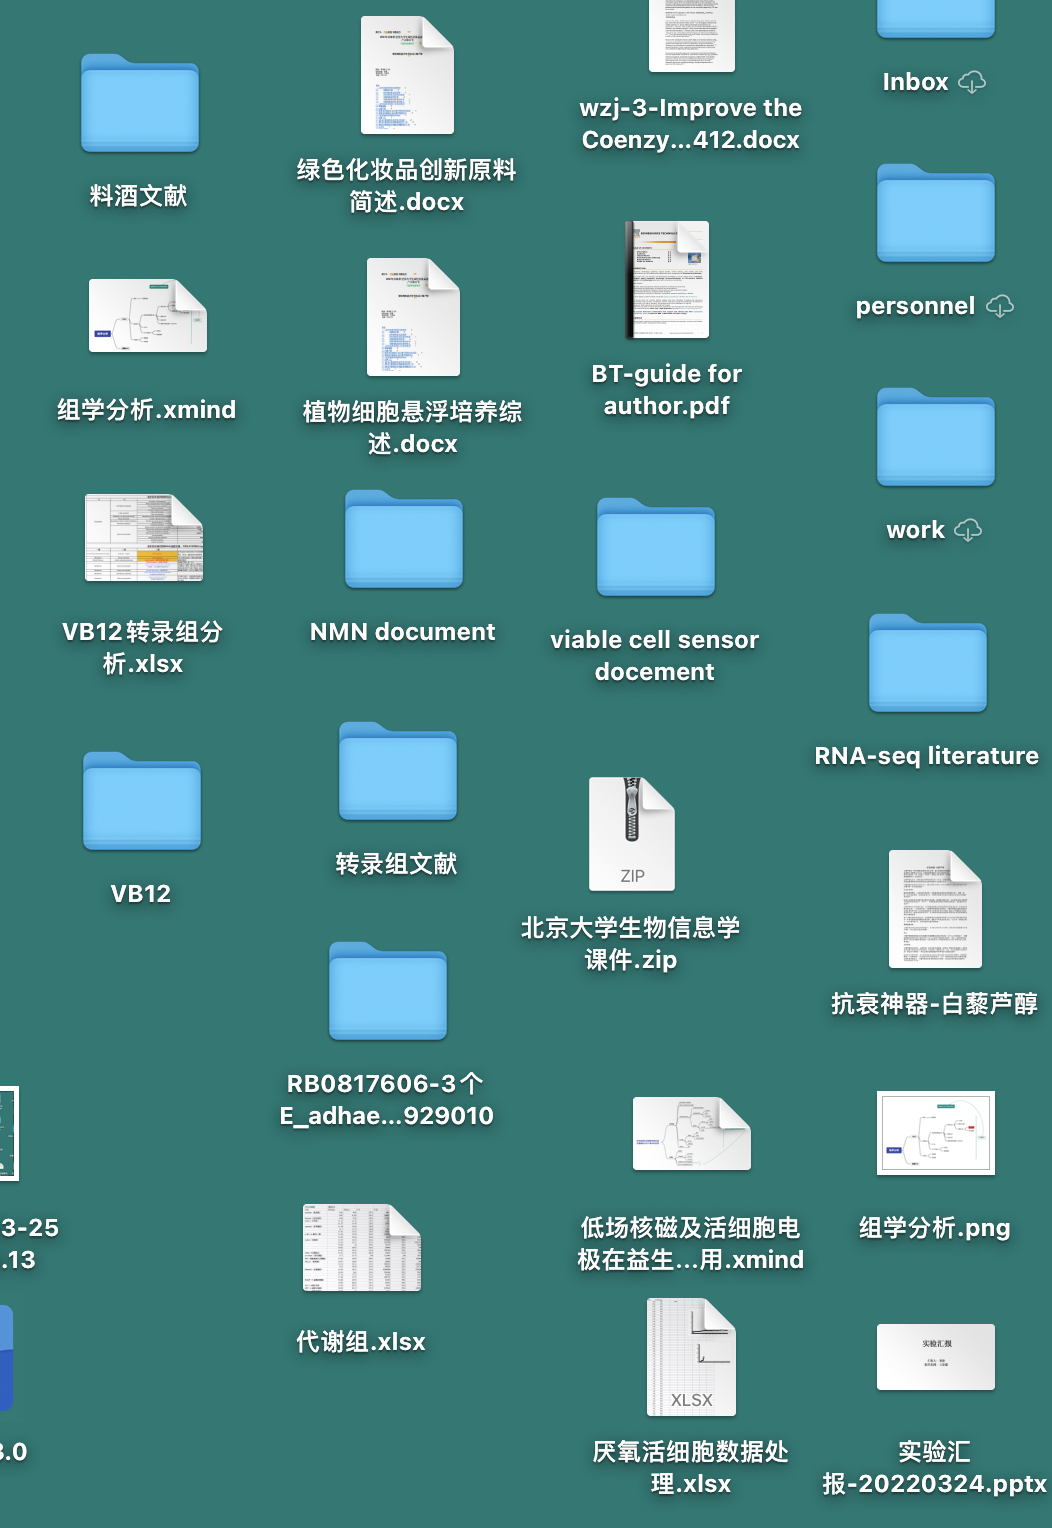 料酒文献
绿色化妆品创新原料
简述.docx
wzj-3-Improve the
Coenzy...412.docx
Inbox
personnel
组学分析.xmind
植物细胞悬浮培养综
述.docx
BT-guide for
author.pdf
work
VB12转录组分
析.xlsx
NMN document
viable cell sensor
docement
RNA-seq literature
VB12
转录组文献
ZIP
北京大学生物信息学
课件.zip
抗衰神器-白藜芦醇
RB0817606-3个
E_adhae...929010
3-25
.13
低场核磁及活细胞电
极在益生...用.xmind
组学分析.png
代谢组.xlsx
XLSX
实验汇报
3.0
厌氧活细胞数据处
理.xlsx
实验汇
报-20220324.pptx